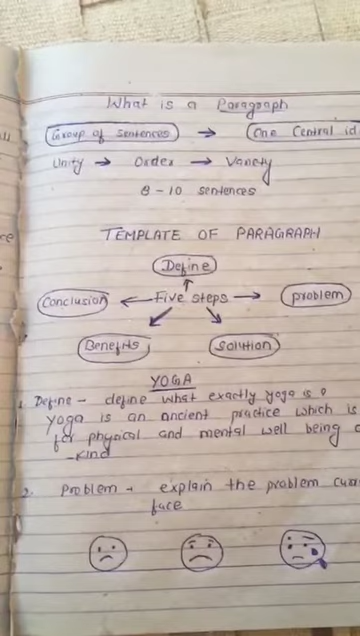 What is a Paragraph
Group of sentences → One Central id
Unity → Order → Variety
8 - 10 sentences
TEMPLATE OF PARAGRAPH
Define
Conclusion ← Five steps → problem
Benefits solution
YOGA
1. Define - define what exactly yoga is
yoga is an ancient practice which is
for physical and mental well being
-kind
2. Problem → explain the problem
face